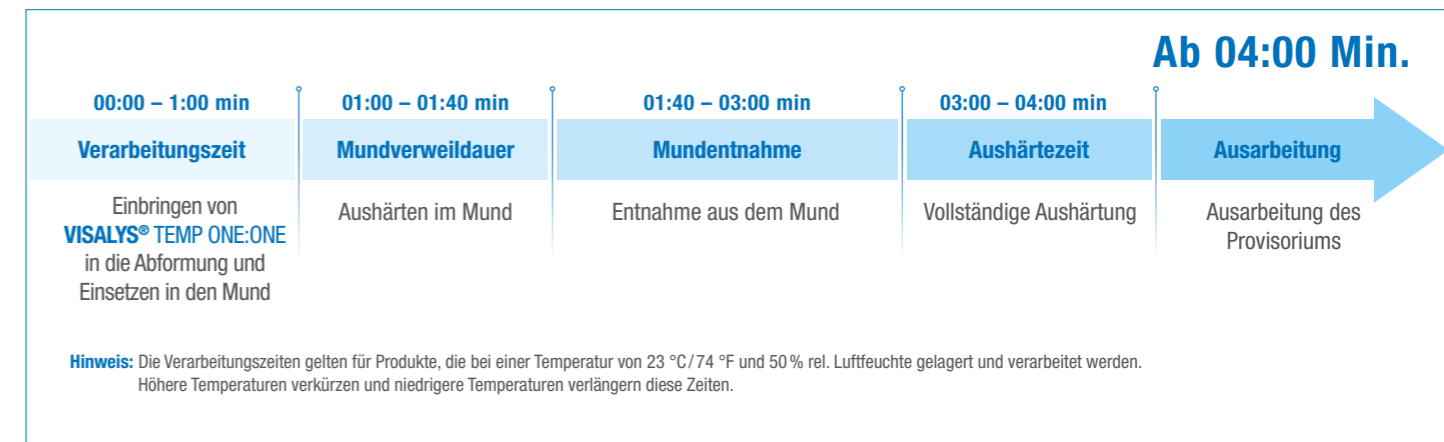 Ab 04:00 Min.
00:00 – 1:00 min
01:00 – 01:40 min
01:40 – 03:00 min
03:00 – 04:00 min
Verarbeitungszeit
Mundverweildauer
Mundentnahme
Aushärtezeit
Ausarbeitung
Einbringen von
VISALYS® TEMP ONE:ONE
in die Abformung und
Einsetzen in den Mund
Aushärten im Mund
Entnahme aus dem Mund
Vollständige Aushärtung
Ausarbeitung des
Provisoriums
Hinweis: Die Verarbeitungszeiten gelten für Produkte, die bei einer Temperatur von 23 °C/74 °F und 50 % rel. Luftfeuchte gelagert und verarbeitet werden.
Höhere Temperaturen verkürzen und niedrigere Temperaturen verlängern diese Zeiten.